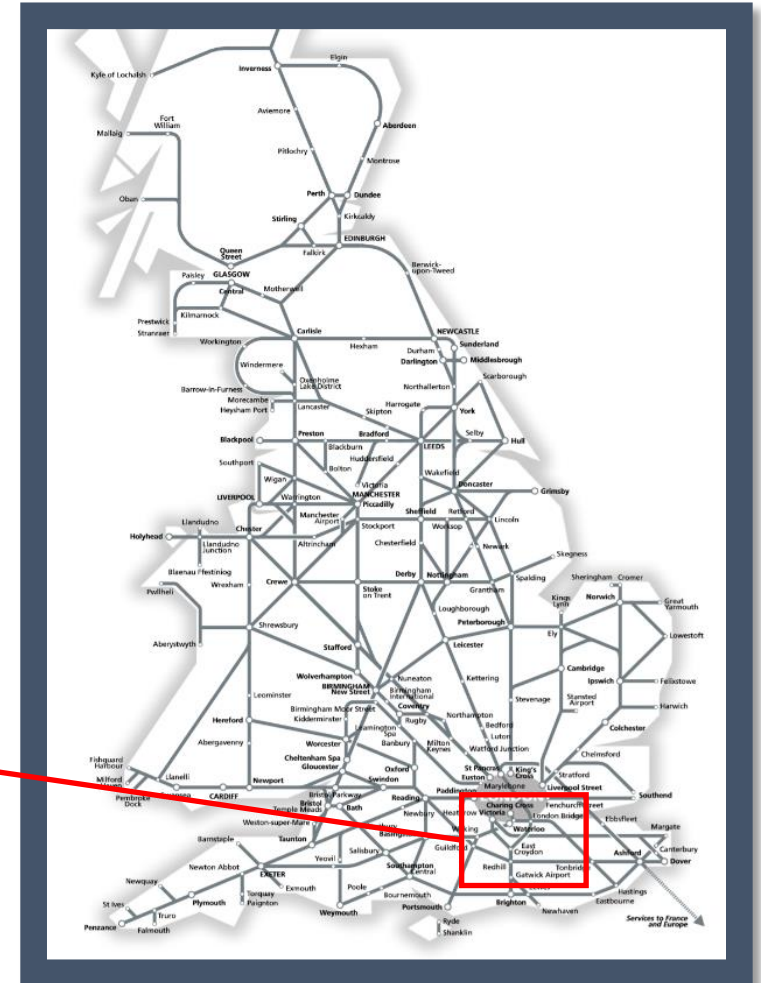 Elgin
Inverness
Kyle of Lochalsh
Aviemore
Fort
William
Mallaig
Aberdeen
Pitlochry
Montrose
Perth
Dundee
Oban
Stirling
Kirkcaldy
EDINBURGH
Queen
Street
Falkirk
Berwick-
upon-Tweed
Paisley
GLASGOW
Central
Motherwell
Prestwick
Kilmarnock
Stranraer
Carlisle
NEWCASTLE
Workington
Hexham
Durham
Sunderland
Darlington
Middlesbrough
Windermere
Scarborough
Oxenholme
Lake District
Northallerton
Barrow-in-Furness
Morecambe
Lancaster
Harrogate
York
Heysham Port
Skipton
Blackpool
Preston
Bradford
Selby
Hull
Blackburn
LEEDS
Southport
Huddersfield
Bolton
Wakefield
Wigan
Victoria
Doncaster
Grimsby
LIVERPOOL
Warrington
MANCHESTER
Piccadilly
Manchester
Airport
Sheffield
Retford
Lincoln
Llandudno
Chester
Stockport
Worksop
Holyhead
Llandudno
Junction
Altrincham
Chesterfield
Newark
Skegness
Blaenau Ffestiniog
Wrexham
Crewe
Derby
Nottingham
Spalding
Sheringham
Cromer
Pwllheli
Stoke
on Trent
Grantham
Kings
Lynn
Norwich
Great
Yarmouth
Loughborough
Shrewsbury
Peterborough
Aberystwyth
Stafford
Leicester
Ely
Lowestoft
Wolverhampton
Nuneaton
Cambridge
BIRMINGHAM
New Street
Birmingham
International
Kettering
Ipswich
Felixstowe
Leominster
Birmingham Moor Street
Coventry
Stevenage
Stansted
Airport
Harwich
Hereford
Kidderminster
Rugby
Northampton
Leamington
Spa
Bedford
Colchester
Abergavenny
Worcester
Banbury
Milton
Keynes
Luton
Watford Junction
Chelmsford
Fishguard
Harbour
Cheltenham Spa
Gloucester
Oxford
St Pancras
King's
Cross
Euston
Stratford
Milford
Llanelli
Newport
Swindon
Marylebone
Liverpool Street
Pembroke
Dock
CARDIFF
Bristol Parkway
Paddington
Southend
Bristol
Temple Meads
Bath
Reading
Charing Cross
Fenchurch Street
Weston-super-Mare
Newbury
Heathrow
Victoria
London Bridge
Ebbsfleet
Waterloo
Margate
Barnstaple
Taunton
Woking
Salisbury
Guildford
East
Croydon
Canterbury
Newton Abbot
Yeovil
Southampton
Central
Redhill
Tonbridge
Ashford
Dover
Newquay
EXETER
Gatwick Airport
Exmouth
Poole
Hastings
St Ives
Plymouth
Torquay
Paignton
Bournemouth
Eastbourne
Truro
Weymouth
Portsmouth
Brighton
Newhaven
Penzance
Falmouth
Ryde
Shanklin
Services to France
and Europe